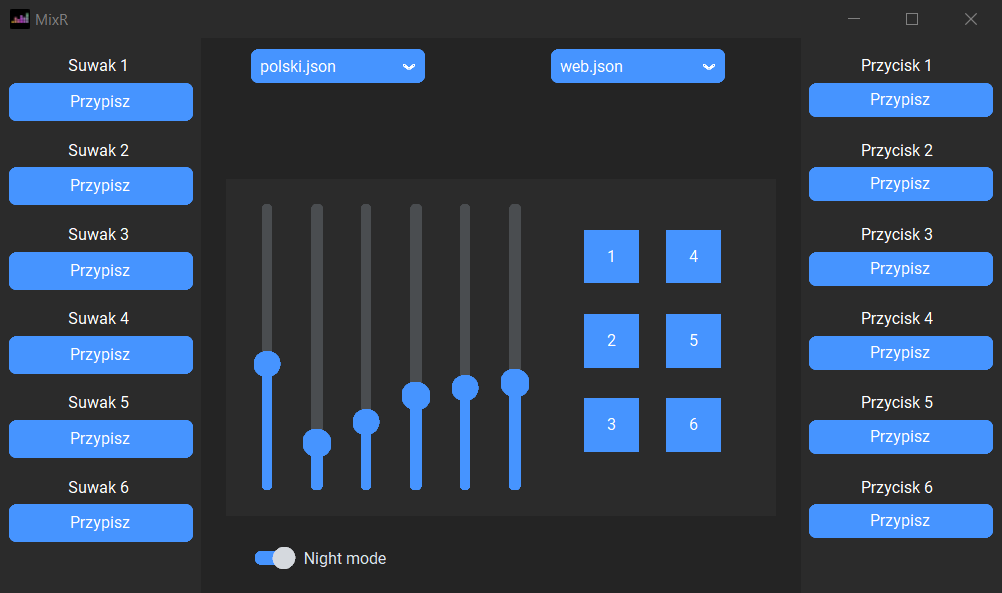 MixR
Suwak 1
Przypisz
Suwak 2
Przypisz
Suwak 3
Przypisz
Suwak 4
Przypisz
Suwak 5
Przypisz
Suwak 6
Przypisz
polski.json
web.json
1
4
2
5
3
6
Night mode
Przycisk 1
Przypisz
Przycisk 2
Przypisz
Przycisk 3
Przypisz
Przycisk 4
Przypisz
Przycisk 5
Przypisz
Przycisk 6
Przypisz